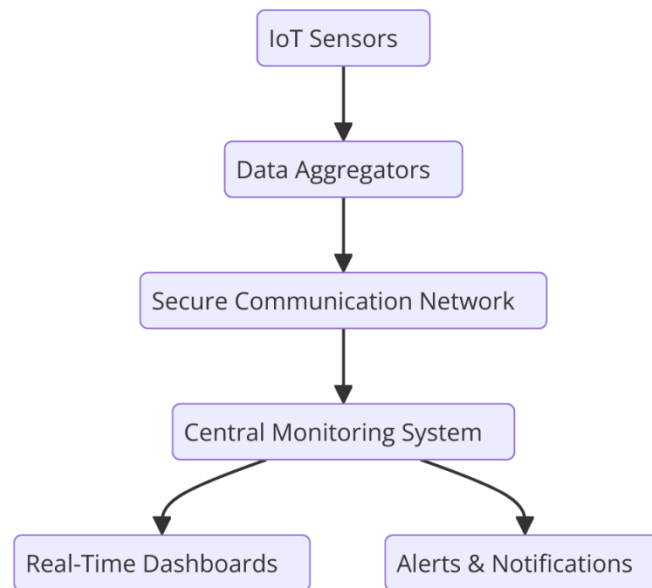 IoT Sensors
Data Aggregators
Secure Communication Network
Central Monitoring System
Real-Time Dashboards
Alerts & Notifications